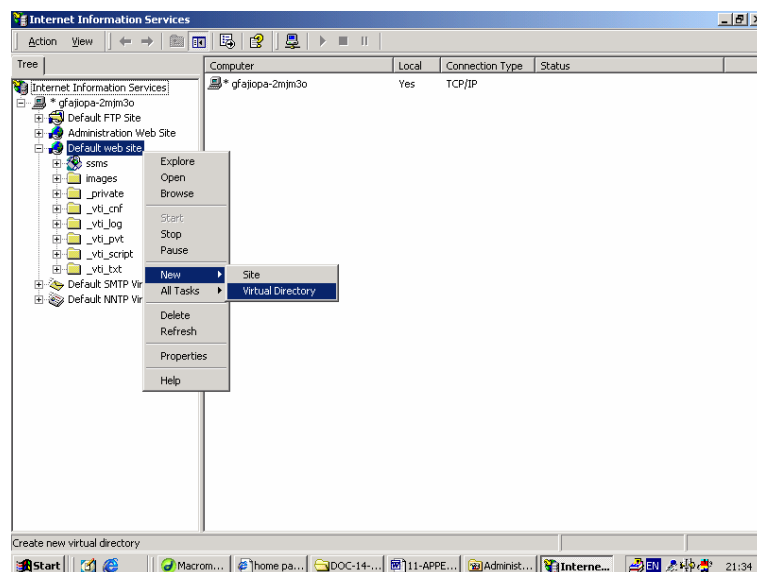 Internet Information Services
Action View
Tree
Computer Local Connection Type Status
Internet Information Services
* gfajiopa-2mjm3o
* gfajiopa-2mjm3o Yes TCP/IP
Default FTP Site
Administration Web Site
Default web site
ssms
images
_private
_vti_cnf
_vti_log
_vti_pvt
_vti_script
_vti_txt
Default SMTP Vir
Default NNTP Vir
Explore
Open
Browse
Start
Stop
Pause
New
All Tasks
Delete
Refresh
Properties
Help
Site
Virtual Directory
Create new virtual directory
Start Macrom... home pa... DOC-14-... 11-APPE... Administ... Interne... EN 21:34